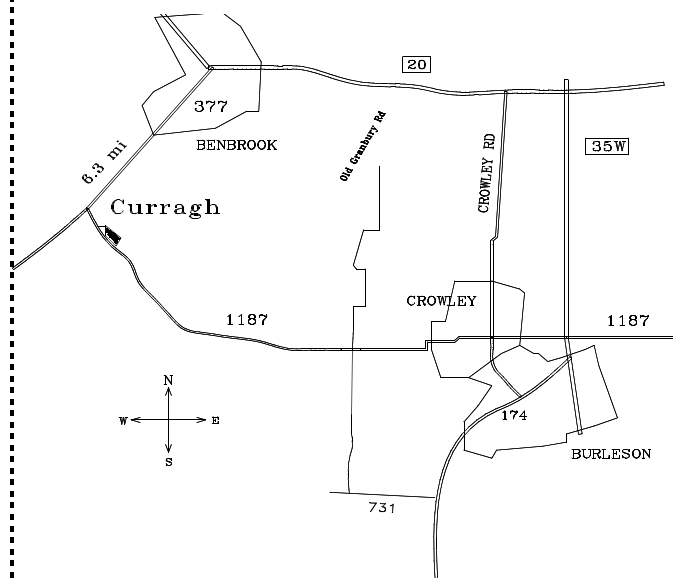 20
377
BENBROOK
Old Granbury Rd
CROWLEY RD
35W
6.3 mi
Curragh
CROWLEY
1187
1187
N
W E
S
174
BURLESON
731